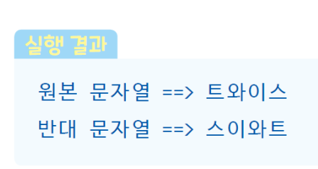 실행 결과
원본 문자열 ==> 트와이스
반대 문자열 ==> 스이와트